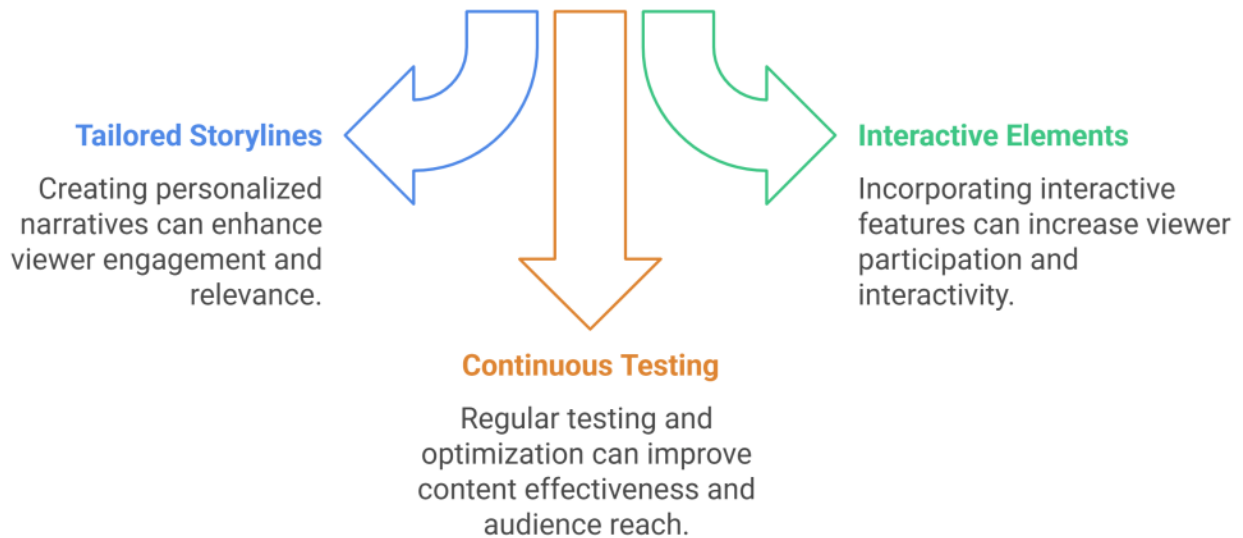 Tailored Storylines
Creating personalized
narratives can enhance
viewer engagement and
relevance.
Continuous Testing
Regular testing and
optimization can improve
content effectiveness and
audience reach.
Interactive Elements
Incorporating interactive
features can increase viewer
participation and
interactivity.